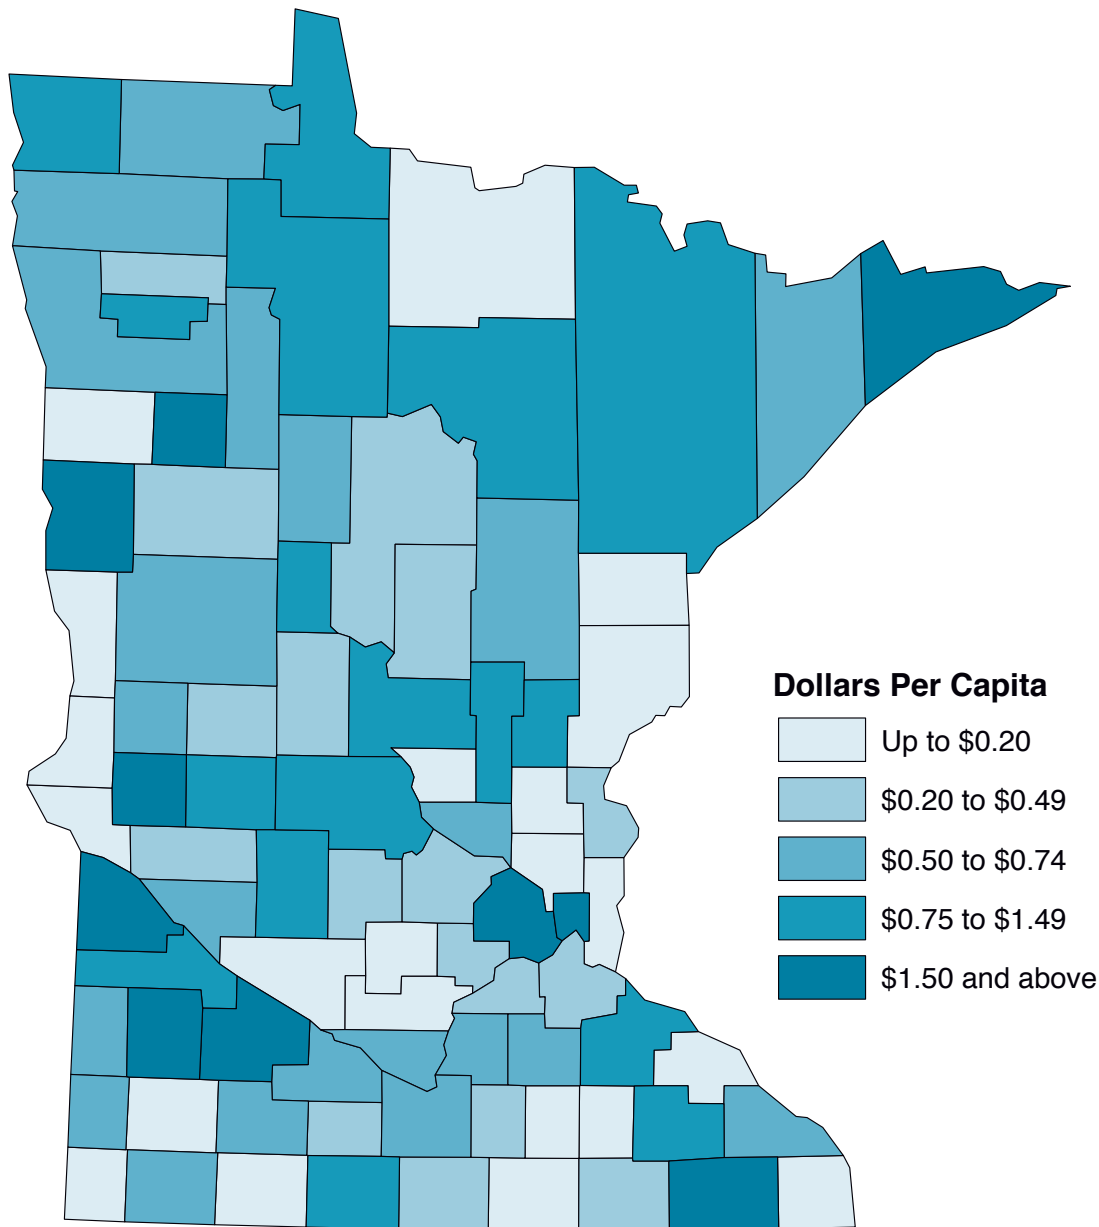 Dollars Per Capita
Up to $0.20
$0.20 to $0.49
$0.50 to $0.74
$0.75 to $1.49
$1.50 and above